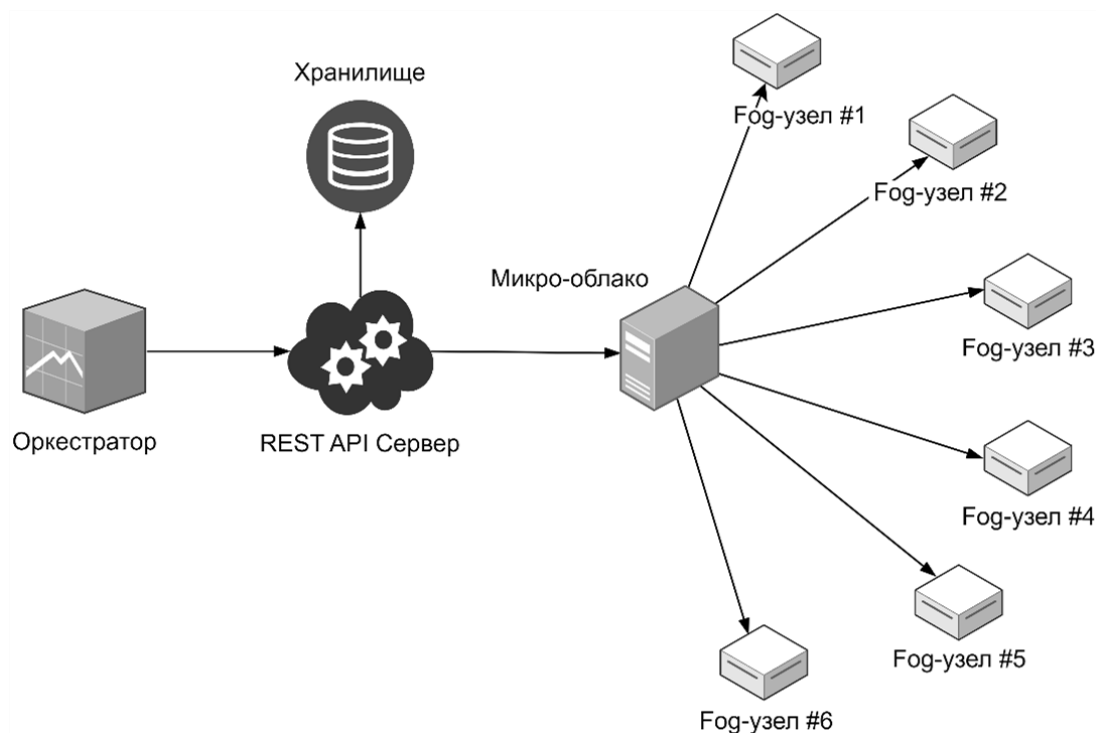 Хранилище
Fog-узел #1
Fog-узел #2
Микро-облако
Fog-узел #3
Оркестратор
REST API Сервер
Fog-узел #4
Fog-узел #5
Fog-узел #6